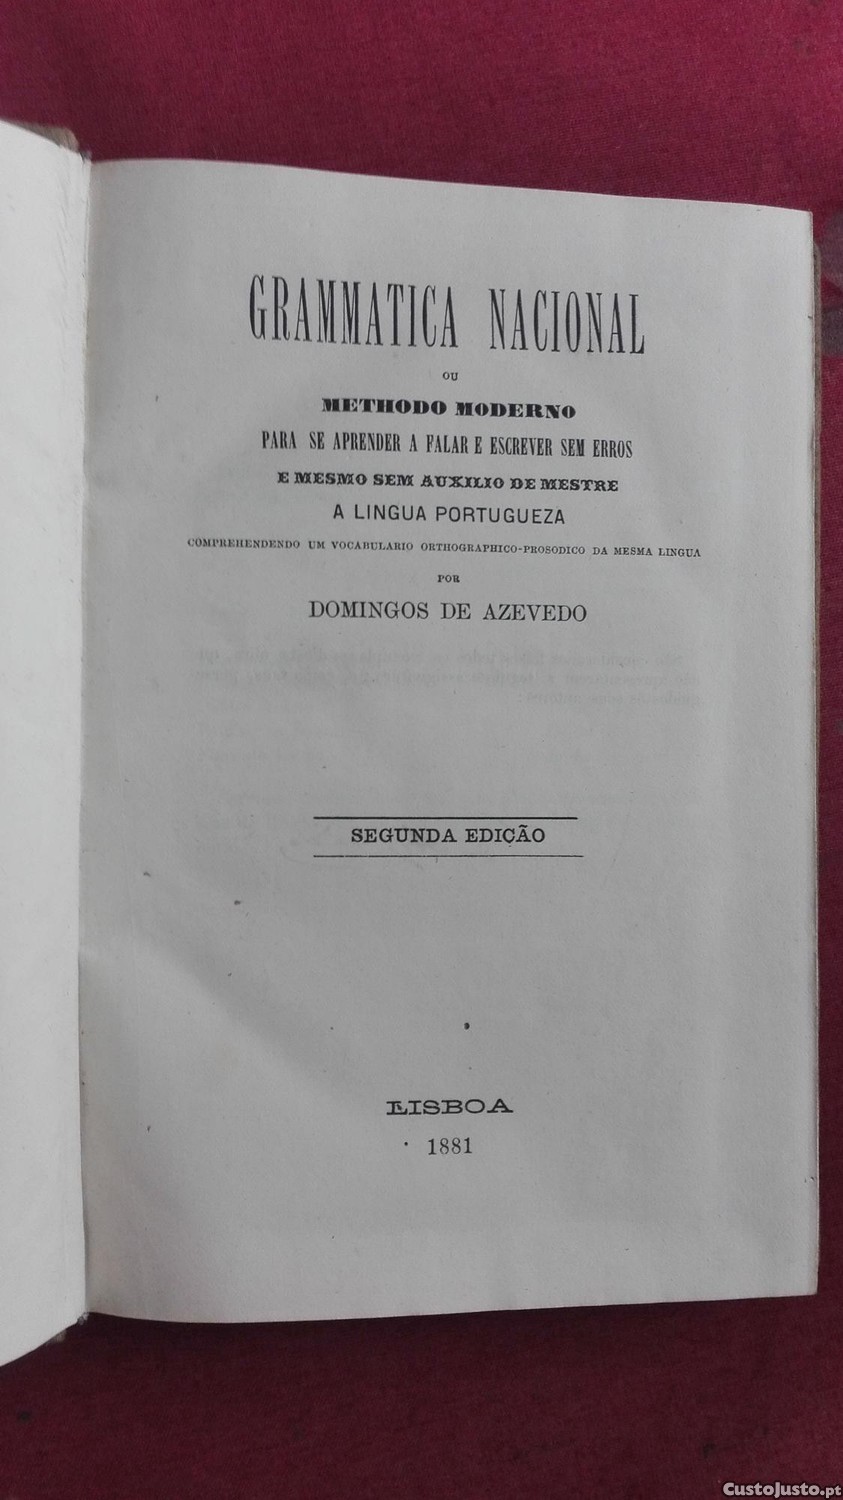 GRAMMATICA NACIONAL
OU
METHODO MODERNO
PARA SE APRENDER A FALAR E ESCREVER SEM ERROS
E MESMO SEM AUXILIO DE MESTRE
A LINGUA PORTUGUEZA
COMPREHENDENDO UM VOCABULARIO ORTHOGRAPHICO-PROSODICO DA MESMA LINGUA
POR
DOMINGOS DE AZEVEDO
SEGUNDA EDIÇÃO
LISBOA
1881
CustoJusto.pt